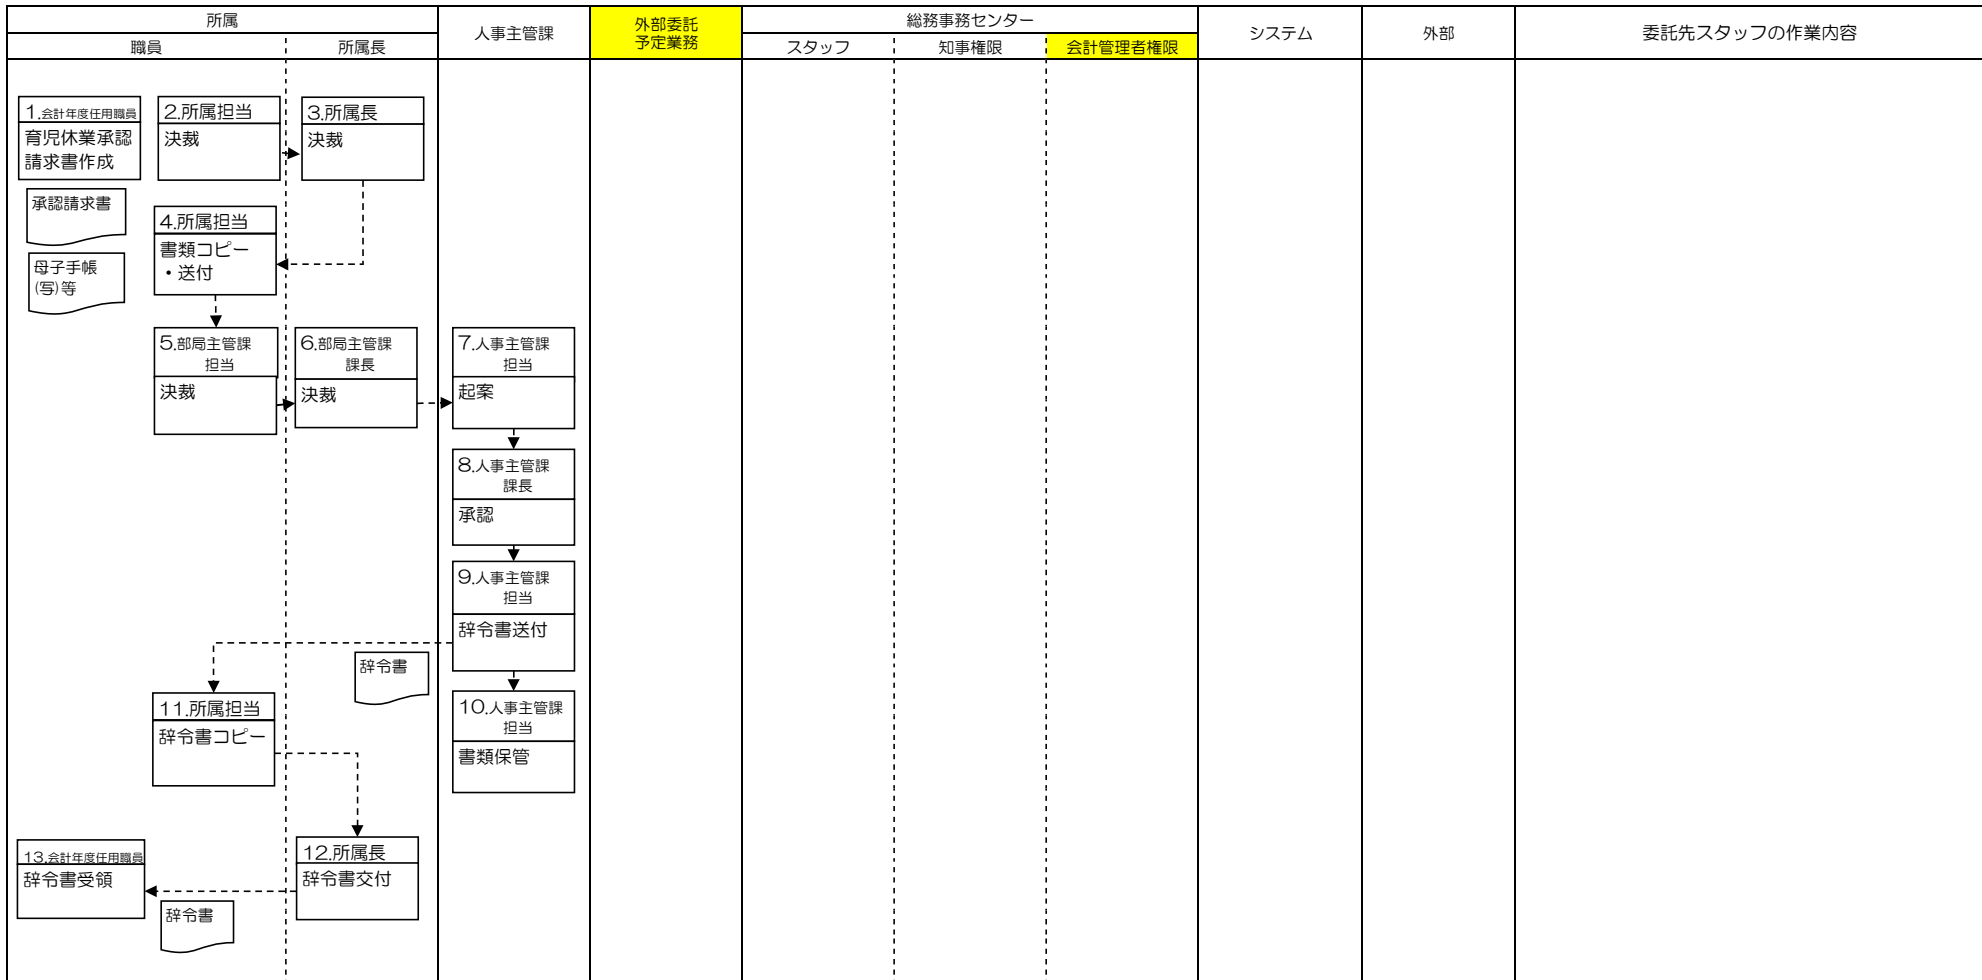 所属
人事主管課
外部委託
予定業務
総務事務センター
システム
外部
委託先スタッフの作業内容
職員
所属長
スタッフ
知事権限
会計管理者権限
1.会計年度任用職員
育児休業承認
請求書作成
2.所属担当
決裁
3.所属長
決裁
承認請求書
母子手帳
(写)等
4.所属担当
書類コピー
・送付
5.部局主管課
担当
決裁
6.部局主管課
課長
決裁
7.人事主管課
担当
起案
8.人事主管課
課長
承認
9.人事主管課
担当
辞令書送付
辞令書
10.人事主管課
担当
書類保管
11.所属担当
辞令書コピー
12.所属長
辞令書交付
13.会計年度任用職員
辞令書受領
辞令書